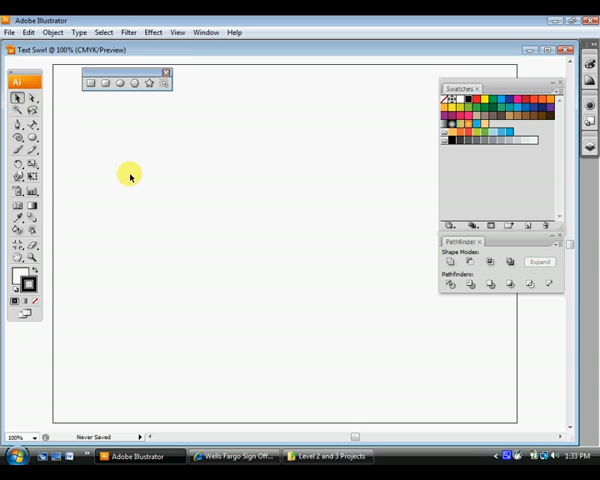 Adobe Illustrator
File Edit Object Type Select Filter Effect View Window Help
Text Swirl @ 100% (CMYK/Preview)
Ai
Swatches ×
Pathfinder ×
Shape Modes:
Expand
Pathfinders:
100% Never Saved
Adobe Illustrator Wells Fargo Sign Off... Level 2 and 3 Projects 1:33 PM